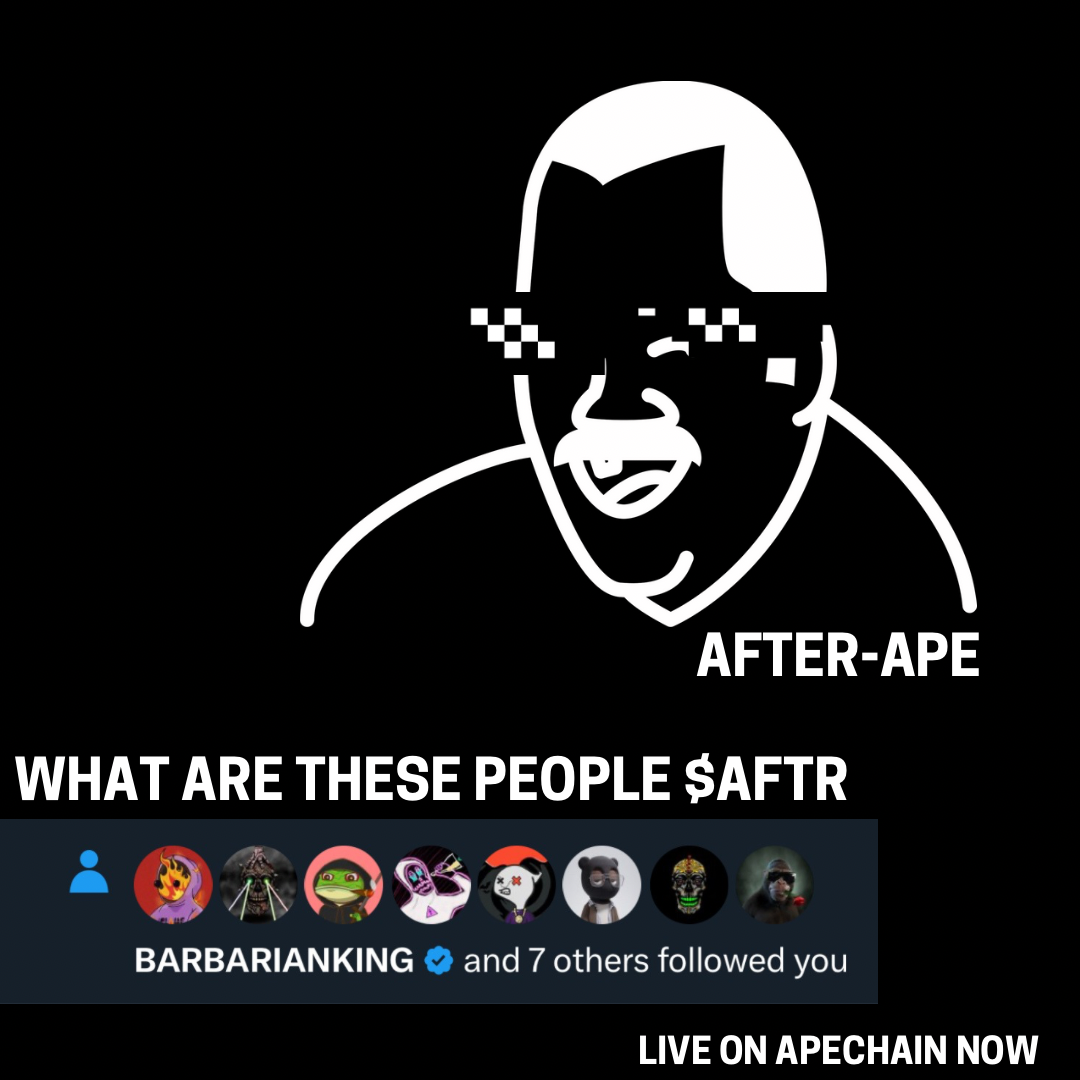 AFTER-APE
WHAT ARE THESE PEOPLE $AFTR
BARBARIANKING and 7 others followed you
LIVE ON APECHAIN NOW